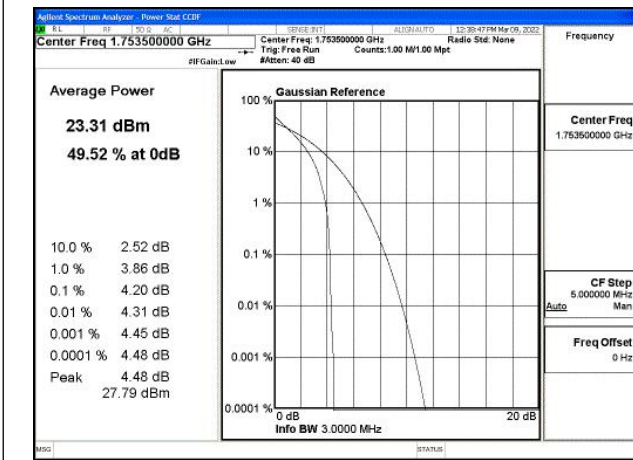 Agilent Spectrum Analyzer - Power Stat CCDF
RL RF 50 Ω AC SENSE:INT ALIGNAUTO 12:38:47 PM Mar 09, 2022
Center Freq 1.753500000 GHz
Center Freq: 1.753500000 GHz Radio Std: None
Trig: Free Run Counts:1.00 M/1.00 Mpt
#IFGain:Low #Atten: 40 dB
Frequency
Average Power
23.31 dBm
49.52 % at 0dB
10.0 % 2.52 dB
1.0 % 3.86 dB
0.1 % 4.20 dB
0.01 % 4.31 dB
0.001 % 4.45 dB
0.0001 % 4.48 dB
Peak 4.48 dB
27.79 dBm
Gaussian Reference
100 %
10 %
1 %
0.1 %
0.01 %
0.001 %
0.0001 %
0 dB 20 dB
Info BW 3.0000 MHz
Center Freq
1.753500000 GHz
CF Step
5.000000 MHz
Auto Man
Freq Offset
0 Hz
MSG STATUS